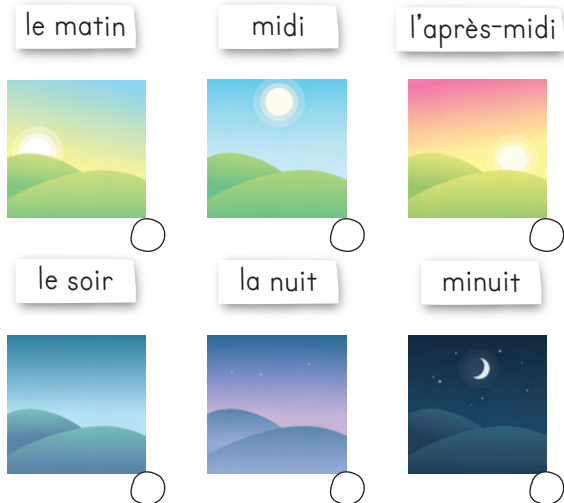 le matin
midi
l'après-midi
le soir
la nuit
minuit